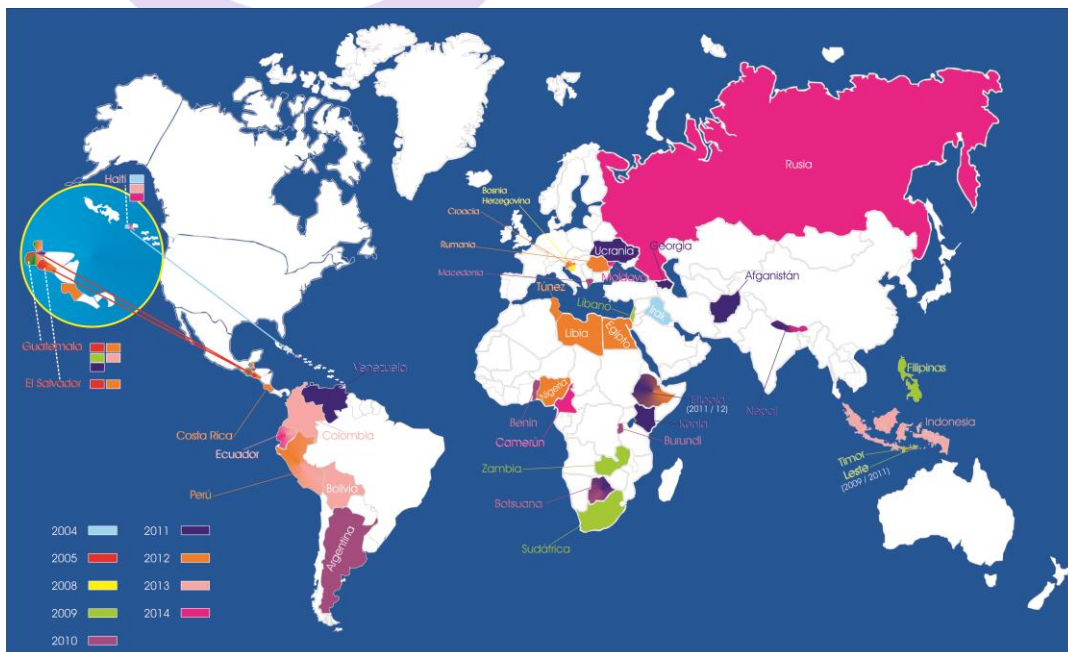 Haití
Guatemala
El Salvador
Costa Rica
Ecuador
Perú
Venezuela
Colombia
Bolivia
Argentina
Bosnia
Herzegovina
Croacia
Rumania
Macedonia
Ucrania
Moldova
Georgia
Rusia
Afganistán
Túnez
Líbano
Irak
Libia
Egipto
Nigeria
Benín
Camerún
Etiopía
(2011 / 12)
Kenia
Burundi
Zambia
Botsuana
Sudáfrica
Nepal
Filipinas
Indonesia
Timor
Leste
(2009 / 2011)
2004
2005
2008
2009
2010
2011
2012
2013
2014